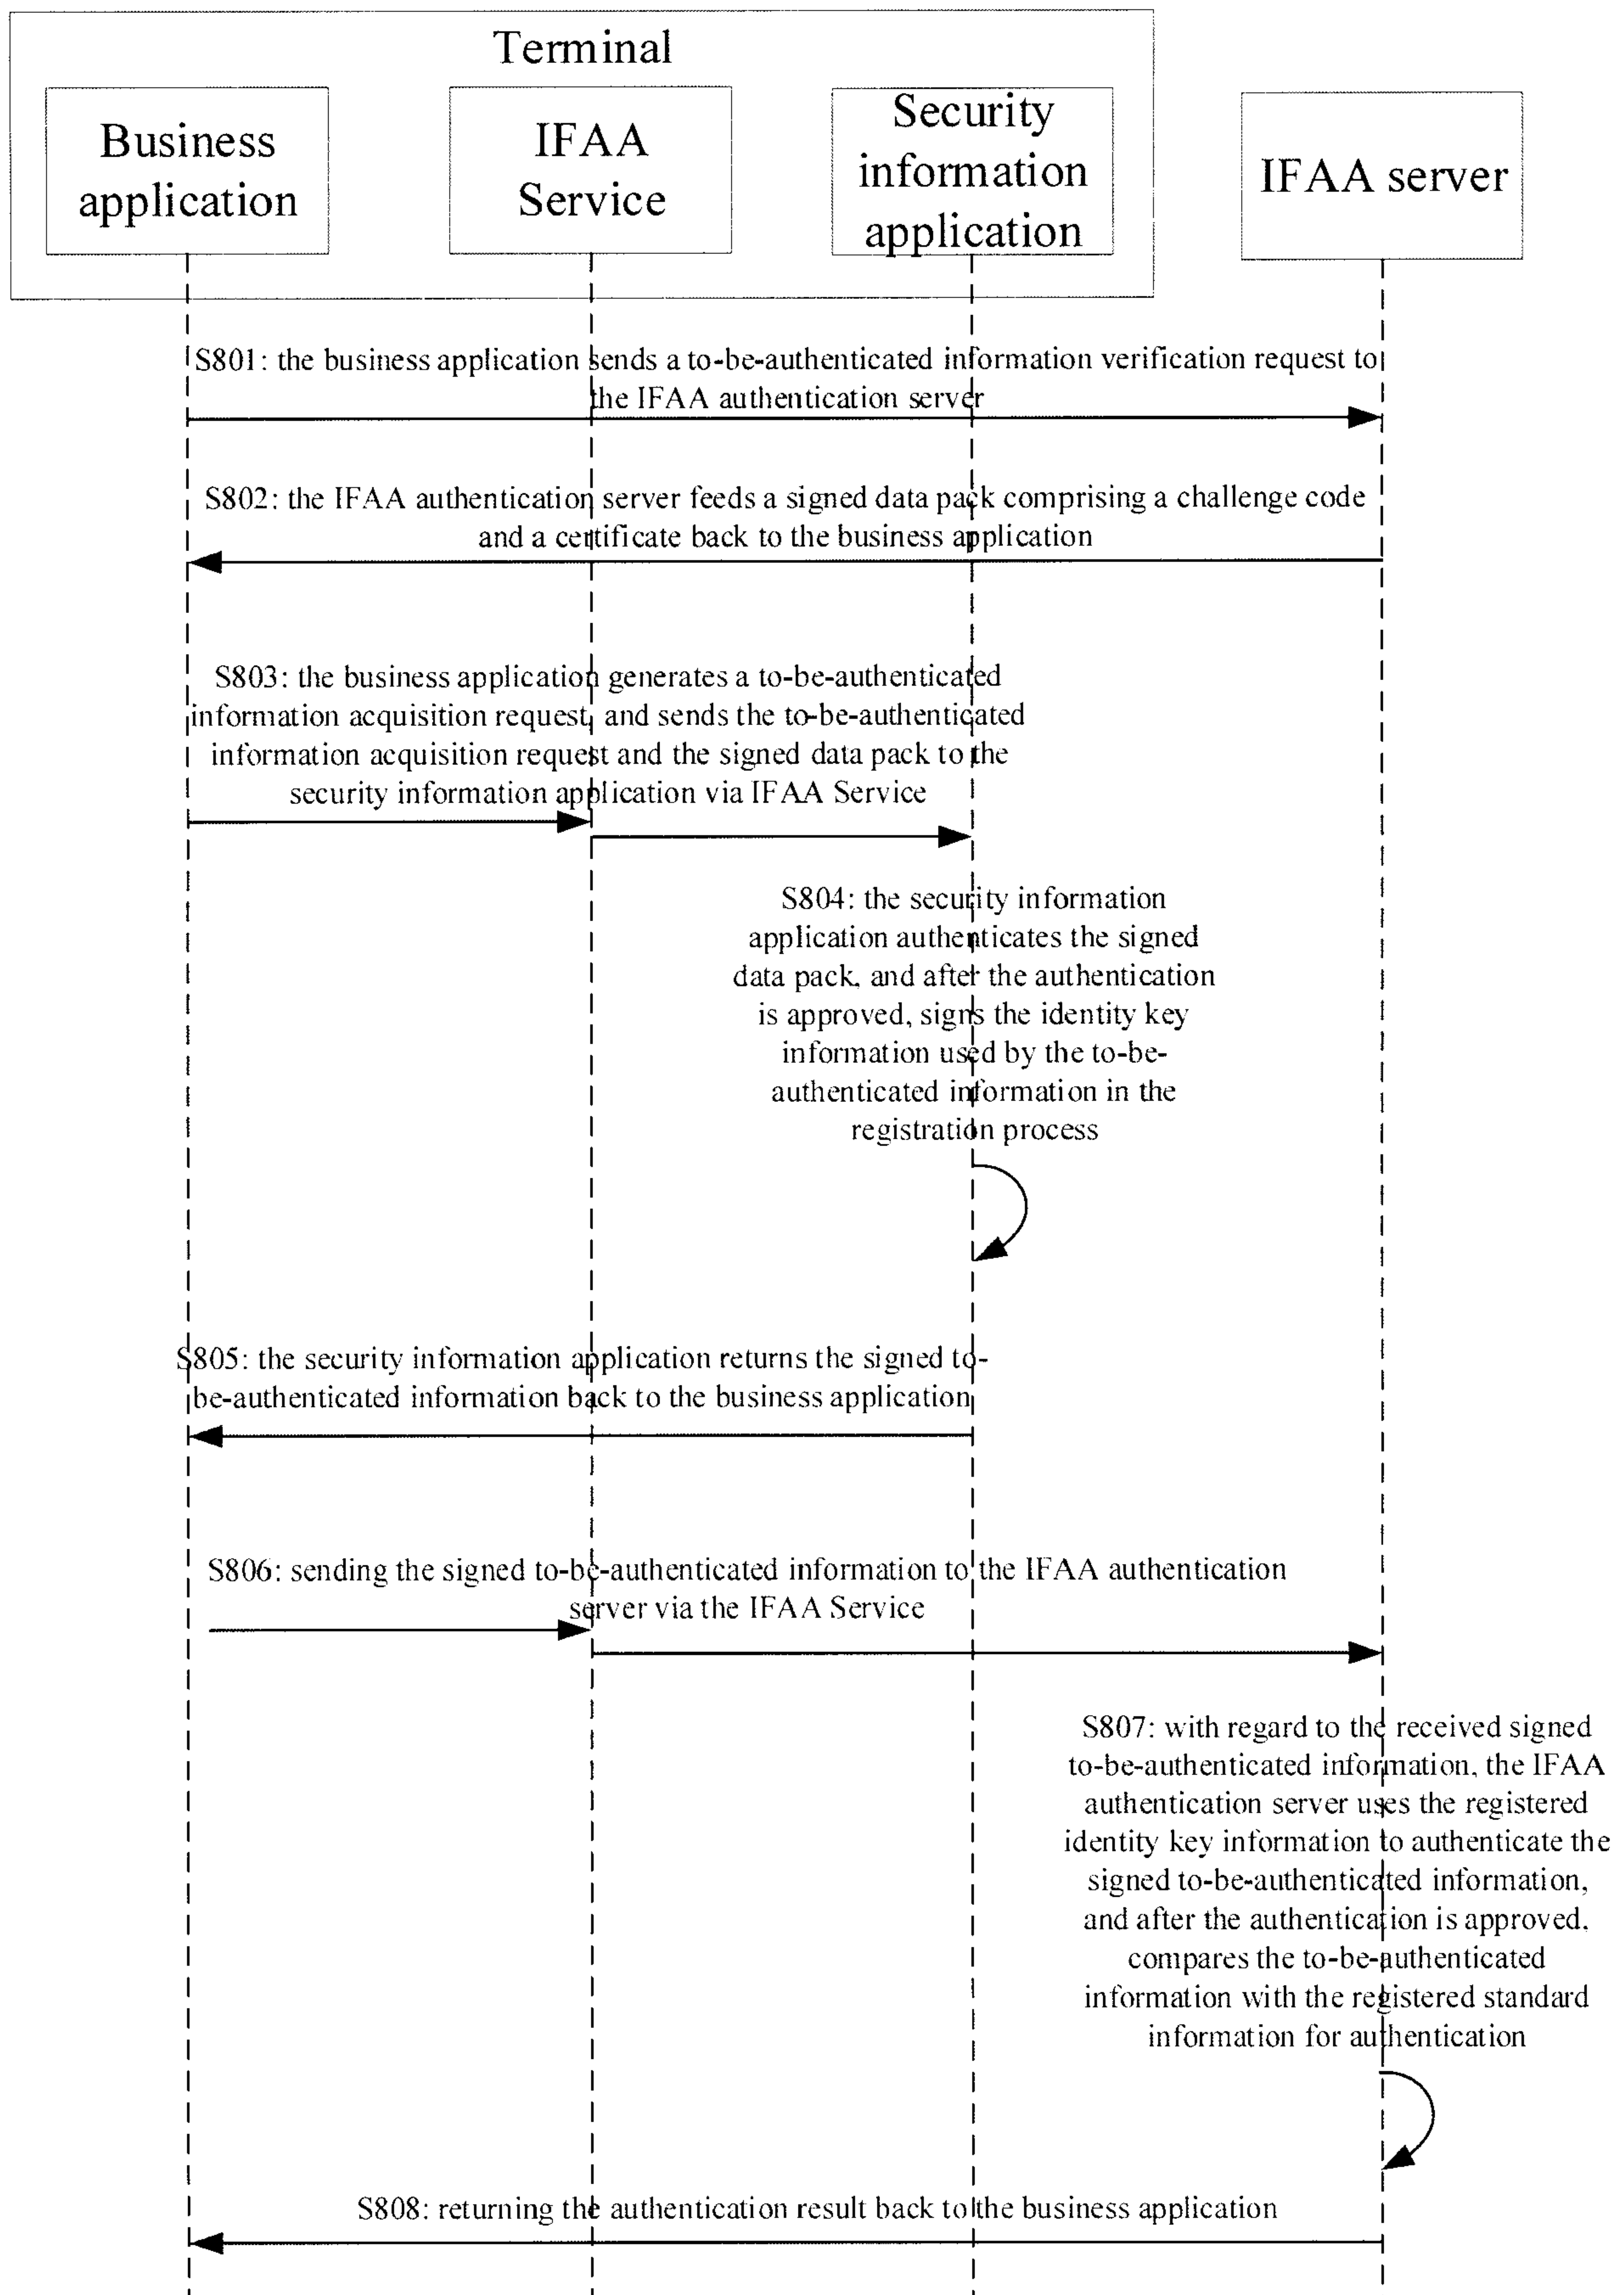 Terminal
Business
application
IFAA
Service
Security
information
application
IFAA server
S801: the business application sends a to-be-authenticated information verification request to
the IFAA authentication server
S802: the IFAA authentication server feeds a signed data pack comprising a challenge code
and a certificate back to the business application
S803: the business application generates a to-be-authenticated
information acquisition request, and sends the to-be-authenticated
information acquisition request and the signed data pack to the
security information application via IFAA Service
S804: the security information
application authenticates the signed
data pack, and after the authentication
is approved, signs the identity key
information used by the to-be-
authenticated information in the
registration process
S805: the security information application returns the signed to-
be-authenticated information back to the business application
S806: sending the signed to-be-authenticated information to the IFAA authentication
server via the IFAA Service
S807: with regard to the received signed
to-be-authenticated information, the IFAA
authentication server uses the registered
identity key information to authenticate the
signed to-be-authenticated information,
and after the authentication is approved,
compares the to-be-authenticated
information with the registered standard
information for authentication
S808: returning the authentication result back to the business application